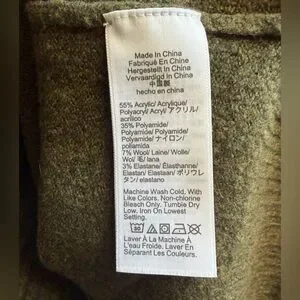 Made In China
Fabriqué En Chine
Hergestellt In China
Vervaardigd In China
中国製
hecho en china
55% Acrylic/ Acrylique/
Polyacryl/ Acryl/ アクリル/
acrílico
35% Polyamide/
Polyamide/ Polyamid/
Polyamide/ ナイロン/
poliamida
7% Wool/ Laine/ Wolle/
Wol/ 毛/ lana
3% Elastane/ Élasthanne/
Elastan/ Elastaan/ ポリウレ
タン/ elastano
Machine Wash Cold, With
Like Colors. Non-chlorine
Bleach Only. Tumble Dry
Low. Iron On Lowest
Setting.
Laver À La Machine À
L'eau Froide. Laver En
Séparant Les Couleurs.